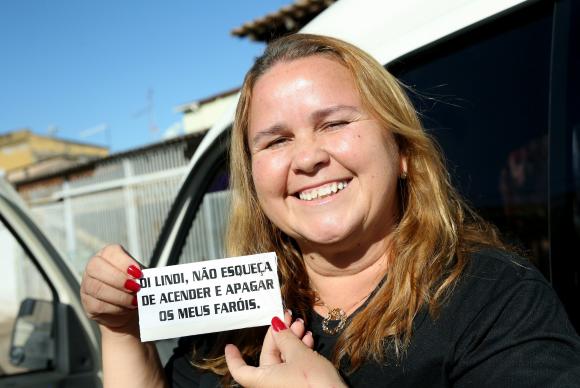 OI LINDI, NÃO ESQUEÇA
DE ACENDER E APAGAR
OS MEUS FARÓIS.